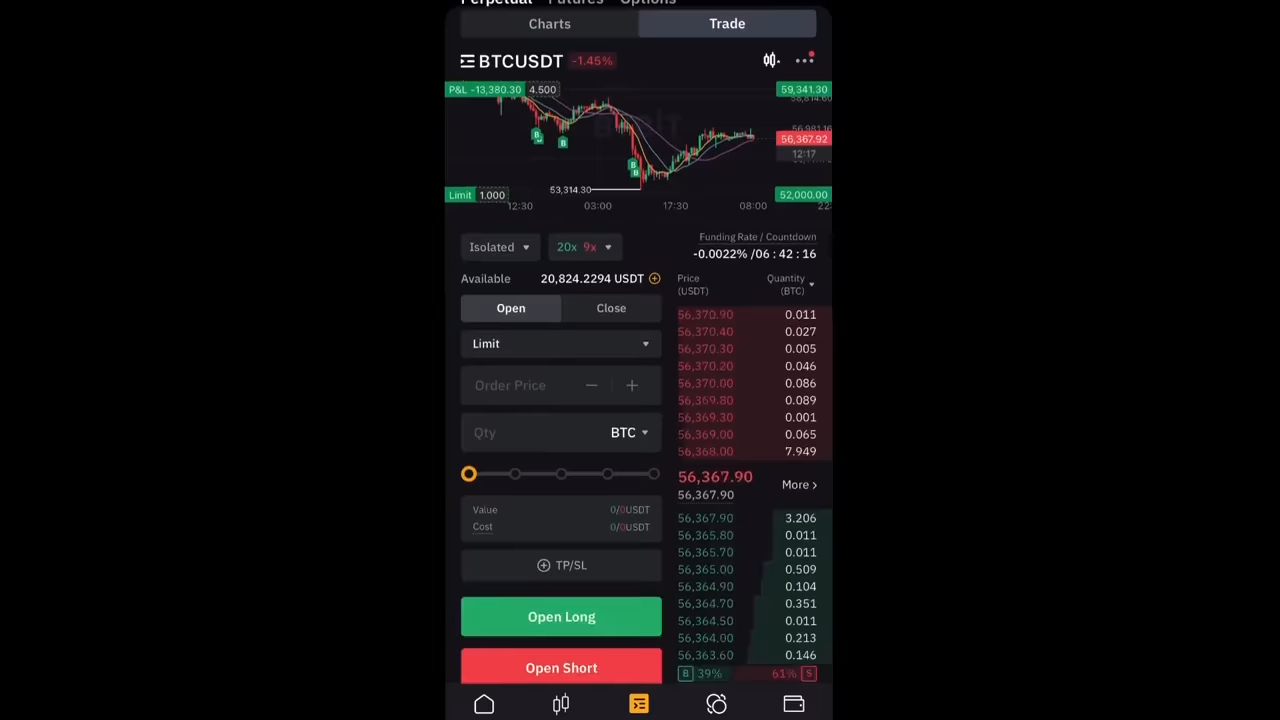 Perpetual Futures Options
Charts Trade
BTCUSDT -1.45%
P&L -13,380.30 4.500 59,341.30
58,814.60
B
B
B
B
56,981.16
56,367.92
12:17
53,314.30
Limit 1.000 52,000.00
12:30 03:00 17:30 08:00 22
Isolated 20x 9x
Funding Rate / Countdown
-0.0022% /06 : 42 : 16
Available 20,824.2294 USDT
Price (USDT) Quantity (BTC)
Open Close
Limit
Order Price
Qty BTC
Value 0/0USDT
Cost 0/0USDT
TP/SL
Open Long
Open Short
56,370.90 0.011
56,370.40 0.027
56,370.30 0.005
56,370.20 0.046
56,370.00 0.086
56,369.80 0.089
56,369.30 0.001
56,369.00 0.065
56,368.00 7.949
56,367.90
56,367.90
More
56,367.90 3.206
56,365.80 0.011
56,365.70 0.011
56,365.00 0.509
56,364.90 0.104
56,364.70 0.351
56,364.50 0.011
56,364.00 0.213
56,363.60 0.146
B 39% 61% S